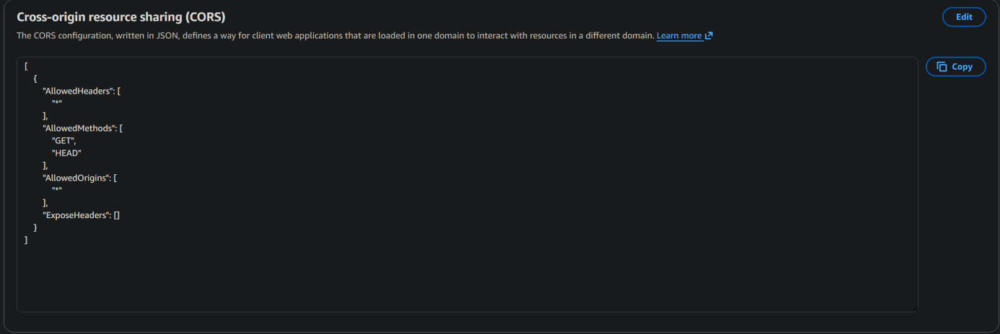 Cross-origin resource sharing (CORS)
Edit
The CORS configuration, written in JSON, defines a way for client web applications that are loaded in one domain to interact with resources in a different domain. Learn more
Copy
[
  {
    "AllowedHeaders": [
      "*"
    ],
    "AllowedMethods": [
      "GET",
      "HEAD"
    ],
    "AllowedOrigins": [
      "*"
    ],
    "ExposeHeaders": []
  }
]